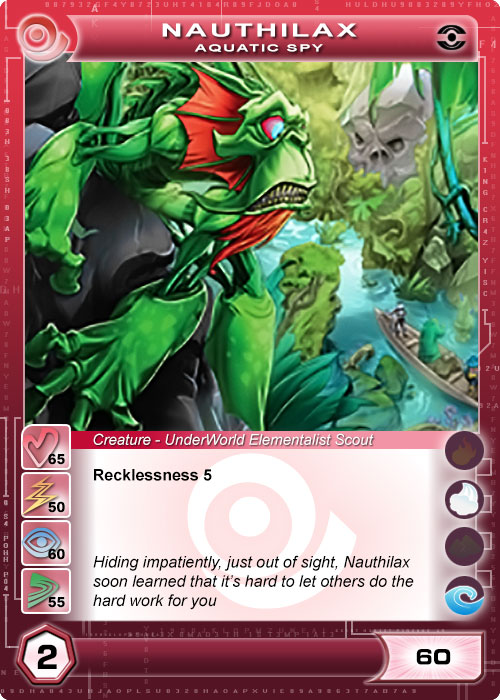 NAUTHILAX
AQUATIC SPY
Creature - UnderWorld Elementalist Scout
65
50
60
55
Recklessness 5
Hiding impatiently, just out of sight, Nauthilax
soon learned that it's hard to let others do the
hard work for you
2
60